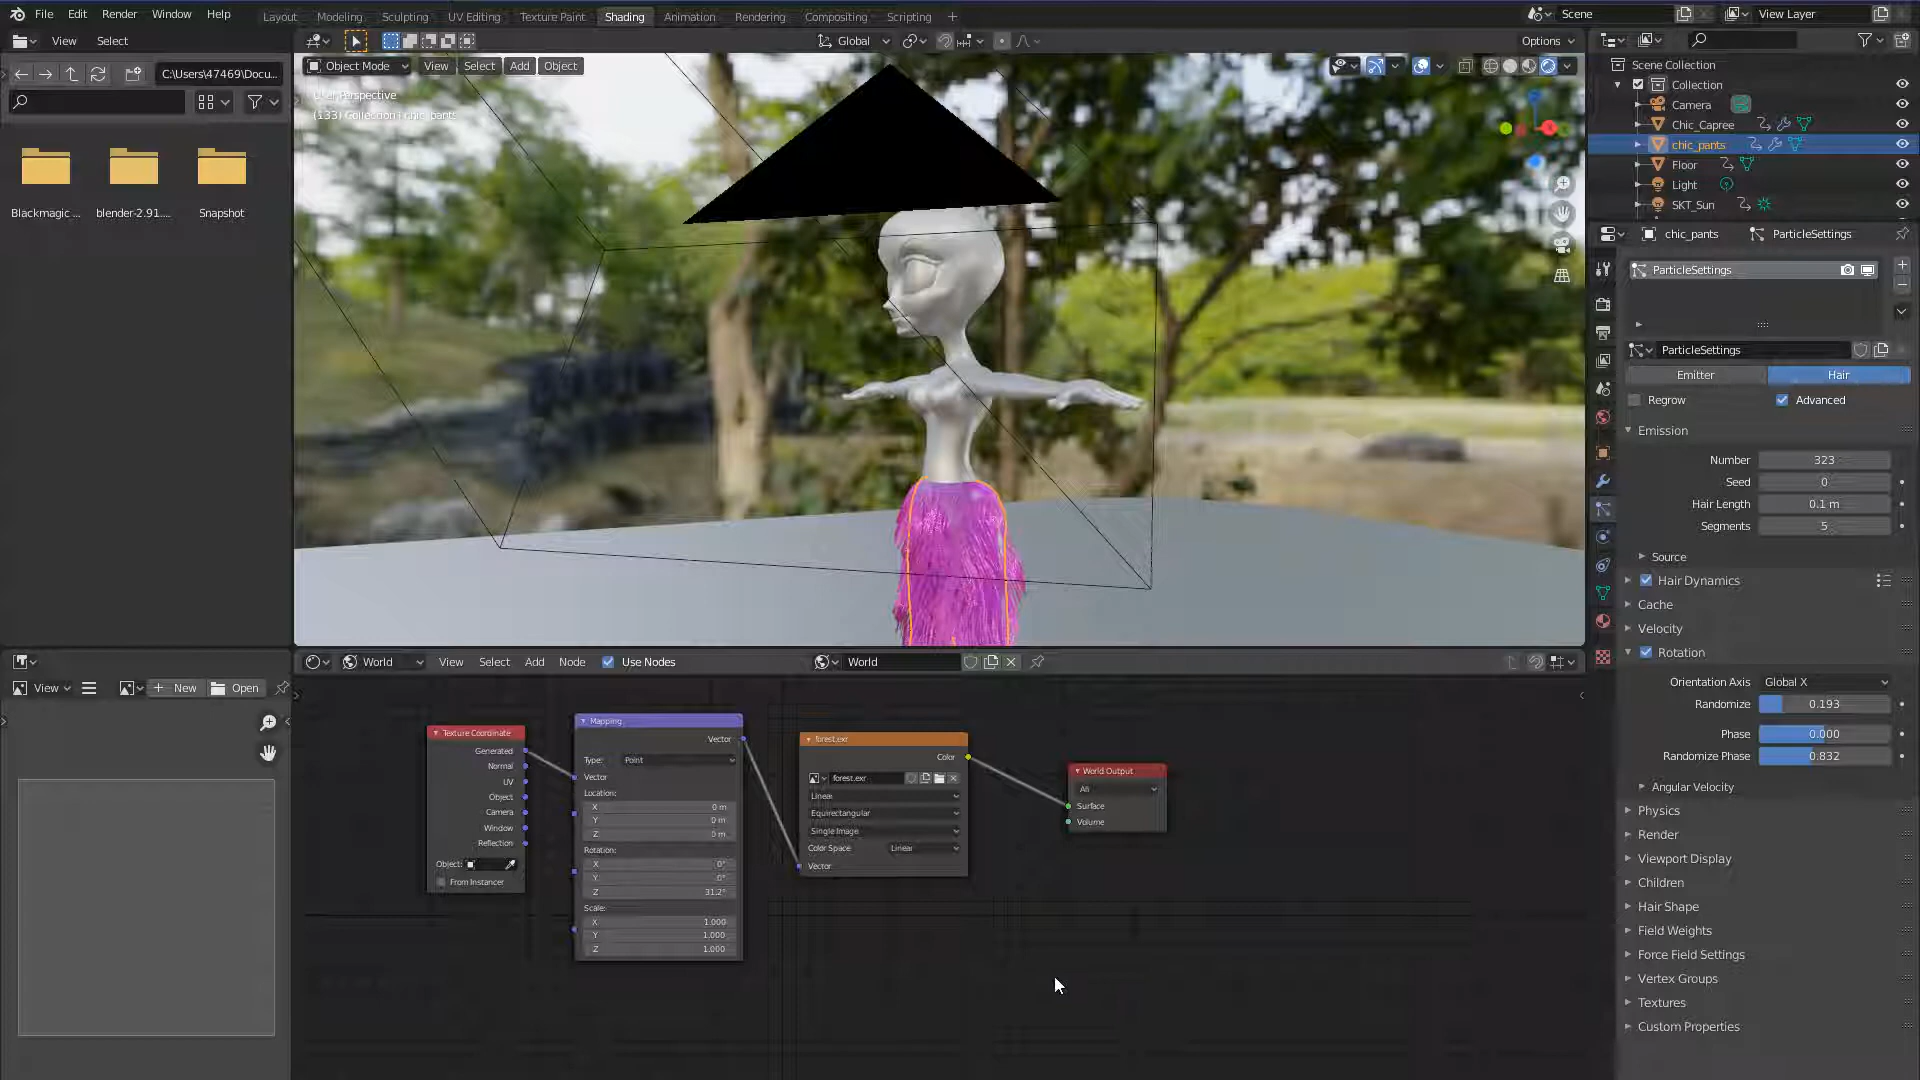 File Edit Render Window Help
Layout Modeling Sculpting UV Editing Texture Paint Shading Animation Rendering Compositing Scripting
Scene View Layer
View Select
Global
Options
C:\Users\47469\Docu...
Object Mode View Select Add Object
User Perspective
(133) Collection | chic_pants
Blackmagic ... blender-2.91.... Snapshot
Scene Collection
Collection
Camera
Chic_Capree
chic_pants
Floor
Light
SKT_Sun
chic_pants ParticleSettings
ParticleSettings
ParticleSettings
Emitter Hair
Regrow Advanced
Emission
Number 323
Seed 0
Hair Length 0.1 m
Segments 5
Source
Hair Dynamics
Cache
Velocity
Rotation
Orientation Axis Global X
Randomize 0.193
Phase 0.000
Randomize Phase 0.832
Angular Velocity
Physics
Render
Viewport Display
Children
Hair Shape
Field Weights
Force Field Settings
Vertex Groups
Textures
Custom Properties
View New Open
World View Select Add Node Use Nodes World
Texture Coordinate
Generated
Normal
UV
Object
Camera
Window
Reflection
Object:
From Instancer
Mapping
Vector
Type: Point
Vector
Location:
X 0 m
Y 0 m
Z 0 m
Rotation:
X 0°
Y 0°
Z 31.2°
Scale:
X 1.000
Y 1.000
Z 1.000
forest.exr
Color
forest.exr
Linear
Equirectangular
Single Image
Color Space Linear
Vector
World Output
All
Surface
Volume